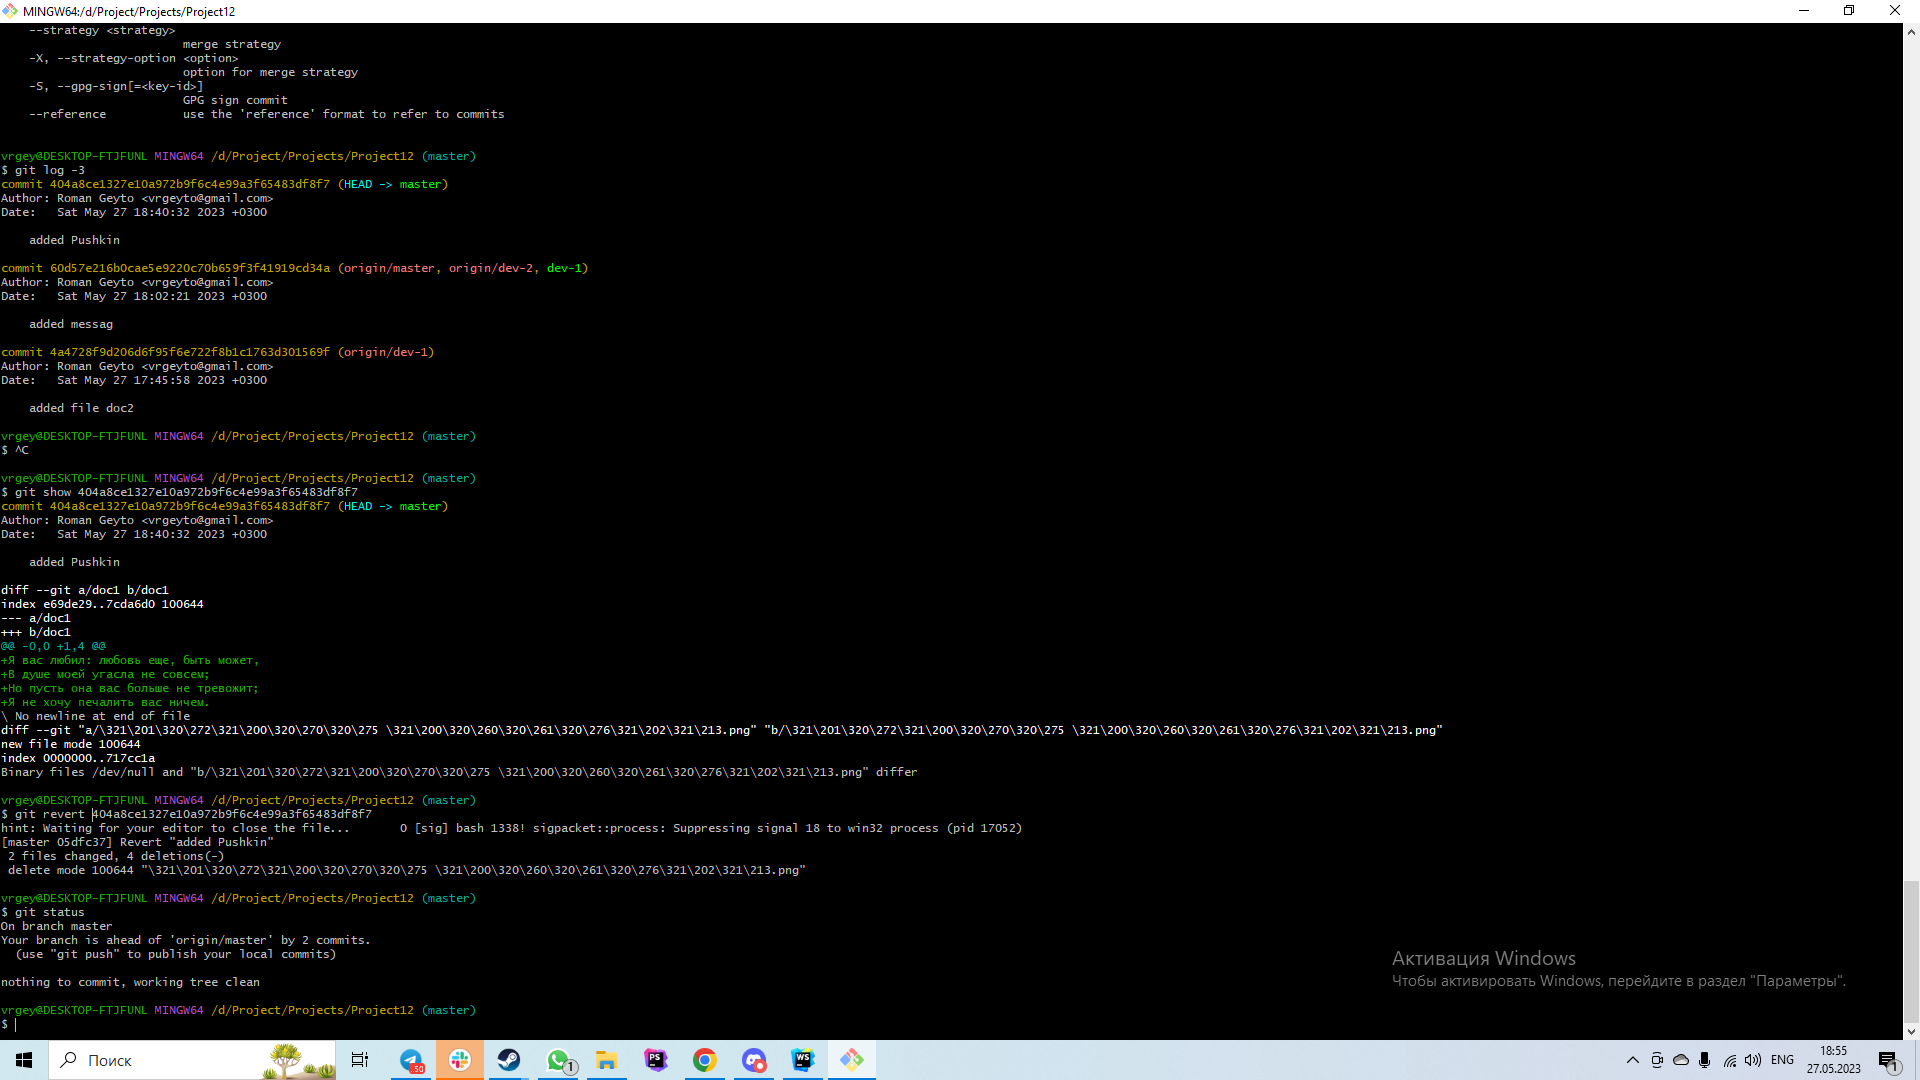 MINGW64:/d/Project/Projects/Project12
    --strategy <strategy>
                          merge strategy
    -X, --strategy-option <option>
                          option for merge strategy
    -S, --gpg-sign[=<key-id>]
                          GPG sign commit
    --reference           use the 'reference' format to refer to commits
vrgey@DESKTOP-FTJFUNL MINGW64 /d/Project/Projects/Project12 (master)
$ git log -3
commit 404a8ce1327e10a972b9f6c4e99a3f65483df8f7 (HEAD -> master)
Author: Roman Geyto <vrgeyto@gmail.com>
Date:   Sat May 27 18:40:32 2023 +0300
    added Pushkin
commit 60d57e216b0cae5e9220c70b659f3f41919cd34a (origin/master, origin/dev-2, dev-1)
Author: Roman Geyto <vrgeyto@gmail.com>
Date:   Sat May 27 18:02:21 2023 +0300
    added messag
commit 4a4728f9d206d6f95f6e722f8b1c1763d301569f (origin/dev-1)
Author: Roman Geyto <vrgeyto@gmail.com>
Date:   Sat May 27 17:45:58 2023 +0300
    added file doc2
vrgey@DESKTOP-FTJFUNL MINGW64 /d/Project/Projects/Project12 (master)
$ ^C
vrgey@DESKTOP-FTJFUNL MINGW64 /d/Project/Projects/Project12 (master)
$ git show 404a8ce1327e10a972b9f6c4e99a3f65483df8f7
commit 404a8ce1327e10a972b9f6c4e99a3f65483df8f7 (HEAD -> master)
Author: Roman Geyto <vrgeyto@gmail.com>
Date:   Sat May 27 18:40:32 2023 +0300
    added Pushkin
diff --git a/doc1 b/doc1
index e69de29..7cda6d0 100644
--- a/doc1
+++ b/doc1
@@ -0,0 +1,4 @@
+Я вас любил: любовь еще, быть может,
+В душе моей угасла не совсем;
+Но пусть она вас больше не тревожит;
+Я не хочу печалить вас ничем.
\ No newline at end of file
diff --git "a/\321\201\320\272\321\200\320\270\320\275 \321\200\320\260\320\261\320\276\321\202\321\213.png" "b/\321\201\320\272\321\200\320\270\320\275 \321\200\320\260\320\261\320\276\321\202\321\213.png"
new file mode 100644
index 0000000..717cc1a
Binary files /dev/null and "b/\321\201\320\272\321\200\320\270\320\275 \321\200\320\260\320\261\320\276\321\202\321\213.png" differ
vrgey@DESKTOP-FTJFUNL MINGW64 /d/Project/Projects/Project12 (master)
$ git revert 404a8ce1327e10a972b9f6c4e99a3f65483df8f7
hint: Waiting for your editor to close the file...       0 [sig] bash 1338! sigpacket::process: Suppressing signal 18 to win32 process (pid 17052)
[master 05dfc37] Revert "added Pushkin"
 2 files changed, 4 deletions(-)
 delete mode 100644 "\321\201\320\272\321\200\320\270\320\275 \321\200\320\260\320\261\320\276\321\202\321\213.png"
vrgey@DESKTOP-FTJFUNL MINGW64 /d/Project/Projects/Project12 (master)
$ git status
On branch master
Your branch is ahead of 'origin/master' by 2 commits.
  (use "git push" to publish your local commits)
nothing to commit, working tree clean
vrgey@DESKTOP-FTJFUNL MINGW64 /d/Project/Projects/Project12 (master)
$
Активация Windows
Чтобы активировать Windows, перейдите в раздел "Параметры".
Поиск
.50
1
PS
WS
ENG
18:55
27.05.2023
1